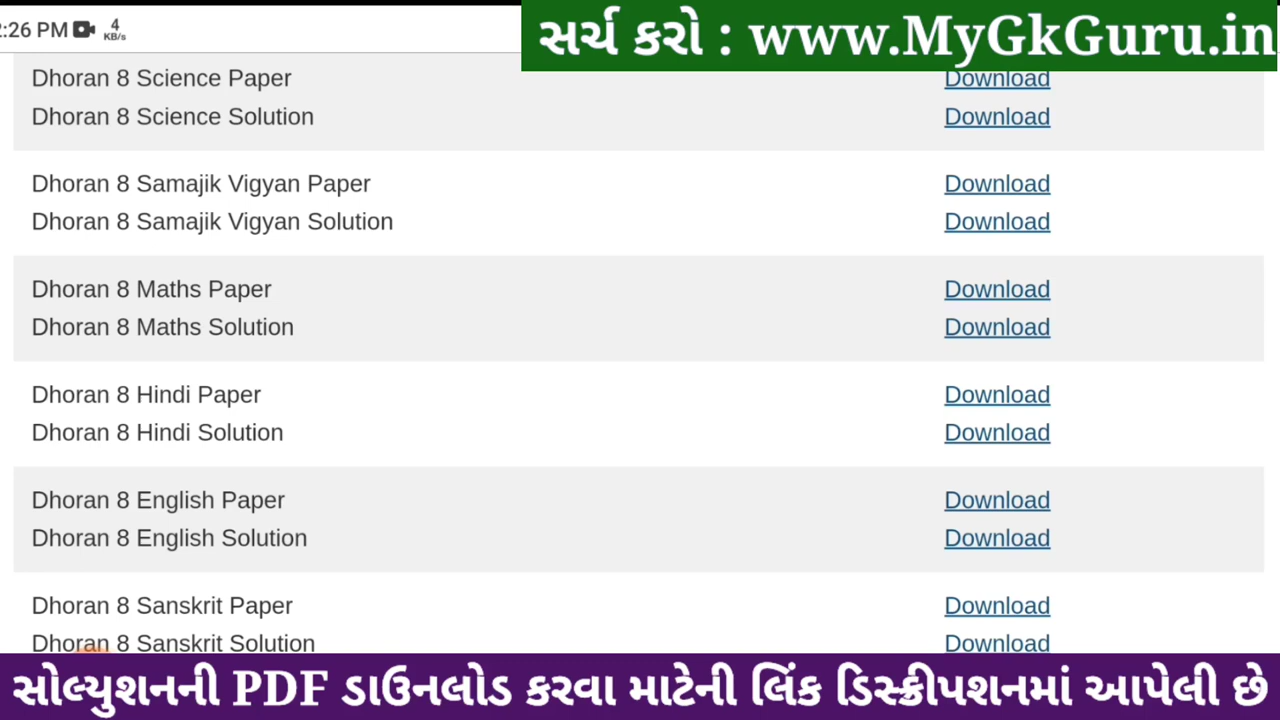 :26 PM 4 KB/s
સર્ચ કરો : www.MyGkGuru.in
Dhoran 8 Science Paper Download
Dhoran 8 Science Solution Download
Dhoran 8 Samajik Vigyan Paper Download
Dhoran 8 Samajik Vigyan Solution Download
Dhoran 8 Maths Paper Download
Dhoran 8 Maths Solution Download
Dhoran 8 Hindi Paper Download
Dhoran 8 Hindi Solution Download
Dhoran 8 English Paper Download
Dhoran 8 English Solution Download
Dhoran 8 Sanskrit Paper Download
Dhoran 8 Sanskrit Solution Download
સોલ્યુશનની PDF ડાઉનલોડ કરવા માટેની લિંક ડિસ્ક્રીપશનમાં આપેલી છે